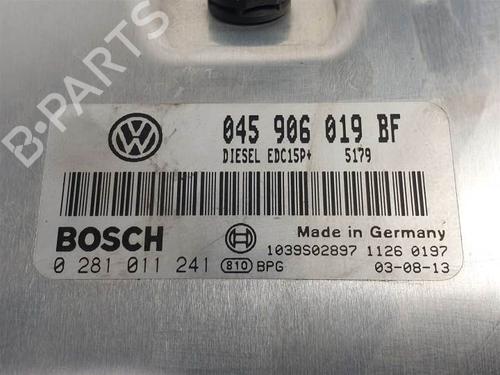 045 906 019 BF
DIESEL EDC15P+ 5179
BOSCH
Made in Germany
1039S02897 1126 0197
0 281 011 241 810 BPG 03-08-13
B-PARTS